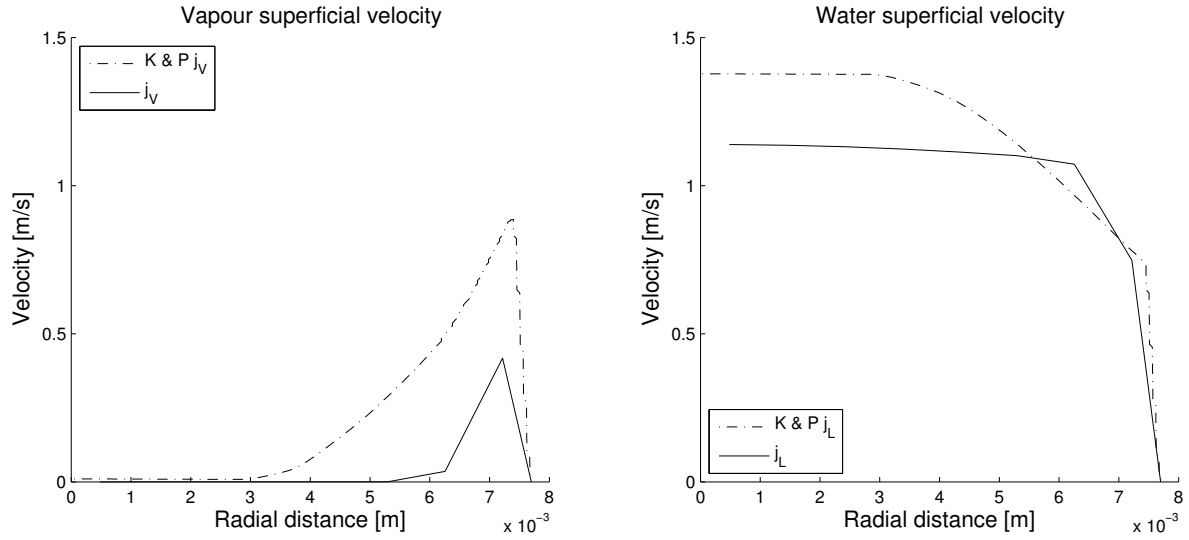 Vapour superficial velocity
1.5
1
0.5
0
Velocity [m/s]
K & P j_V
j_V
0 1 2 3 4 5 6 7 8
Radial distance [m]
x 10⁻³
Water superficial velocity
1.5
1
0.5
0
Velocity [m/s]
K & P j_L
j_L
0 1 2 3 4 5 6 7 8
Radial distance [m]
x 10⁻³